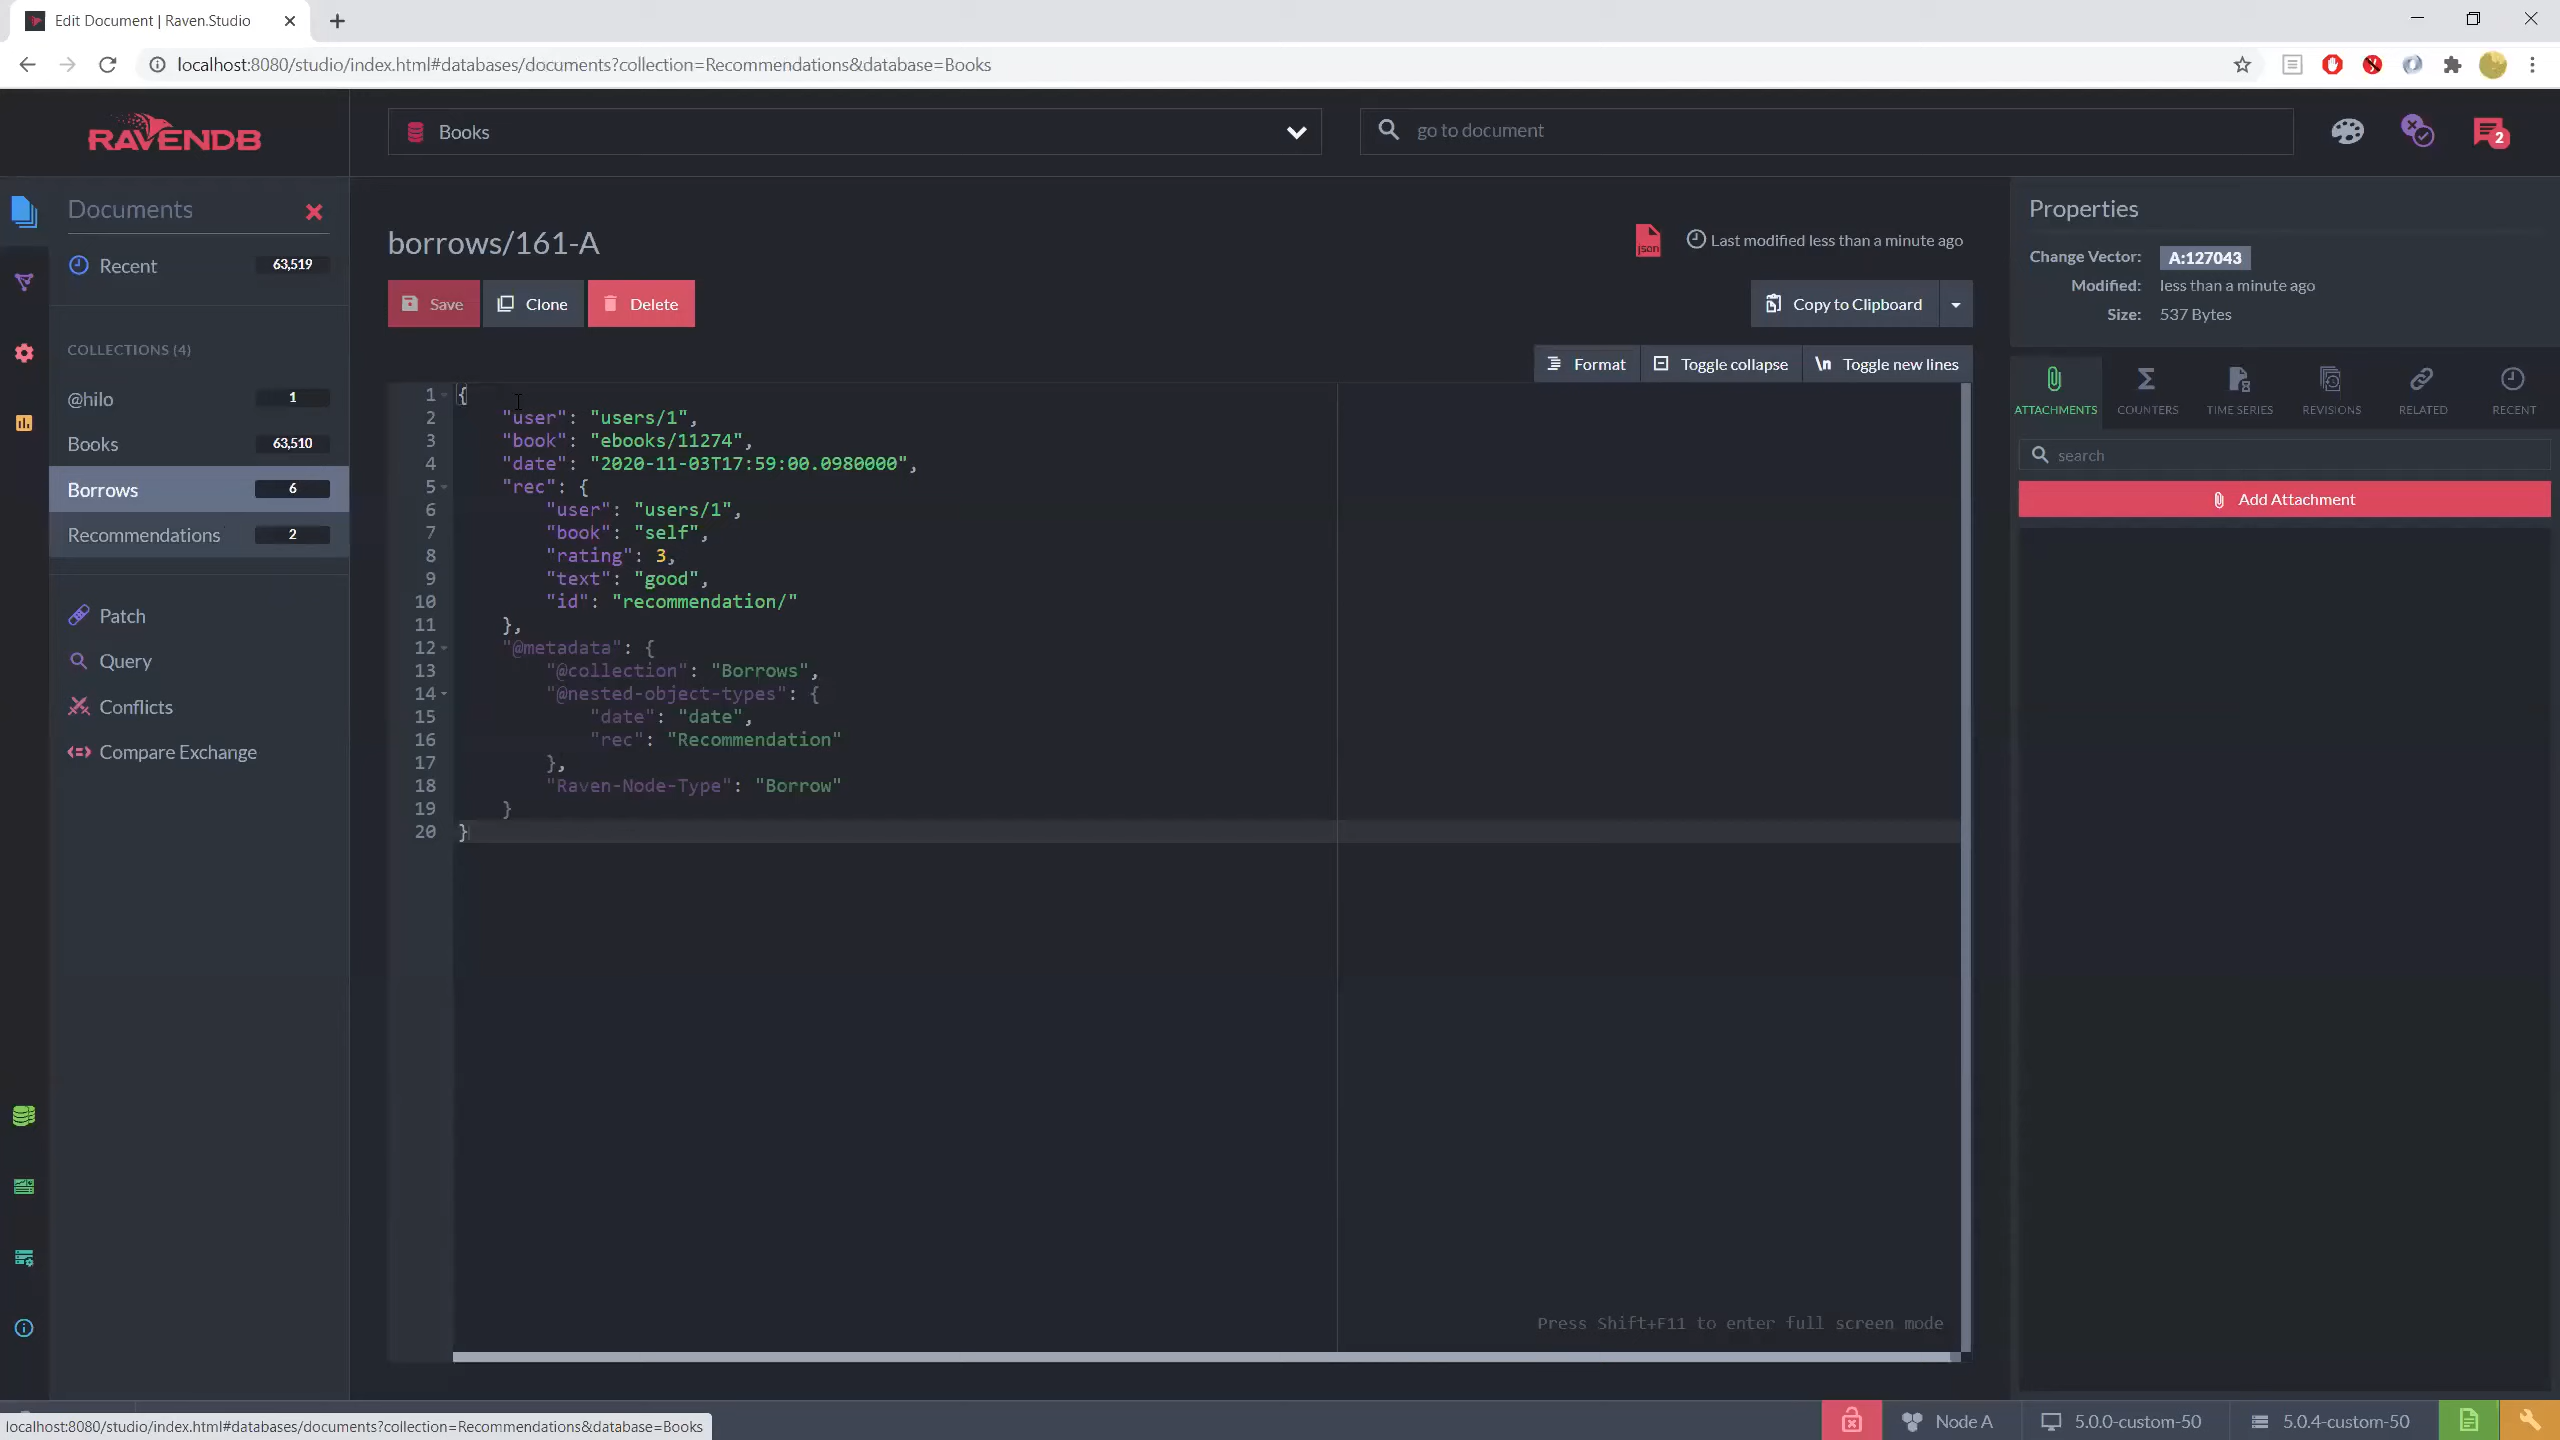 Edit Document | Raven.Studio
localhost:8080/studio/index.html#databases/documents?collection=Recommendations&database=Books
RAVENDB
Books
go to document
2
Documents
Recent 63,519
COLLECTIONS (4)
@hilo 1
Books 63,510
Borrows 6
Recommendations 2
Patch
Query
Conflicts
Compare Exchange
borrows/161-A
json
Last modified less than a minute ago
Save
Clone
Delete
Copy to Clipboard
Format
Toggle collapse
\n Toggle new lines
1 {
2 "user": "users/1",
3 "book": "ebooks/11274",
4 "date": "2020-11-03T17:59:00.0980000",
5 "rec": {
6 "user": "users/1",
7 "book": "self",
8 "rating": 3,
9 "text": "good",
10 "id": "recommendation/"
11 },
12 "@metadata": {
13 "@collection": "Borrows",
14 "@nested-object-types": {
15 "date": "date",
16 "rec": "Recommendation"
17 },
18 "Raven-Node-Type": "Borrow"
19 }
20 }
Press Shift+F11 to enter full screen mode
Properties
Change Vector: A:127043
Modified: less than a minute ago
Size: 537 Bytes
ATTACHMENTS
COUNTERS
TIME SERIES
REVISIONS
RELATED
RECENT
search
Add Attachment
localhost:8080/studio/index.html#databases/documents?collection=Recommendations&database=Books
Node A
5.0.0-custom-50
5.0.4-custom-50